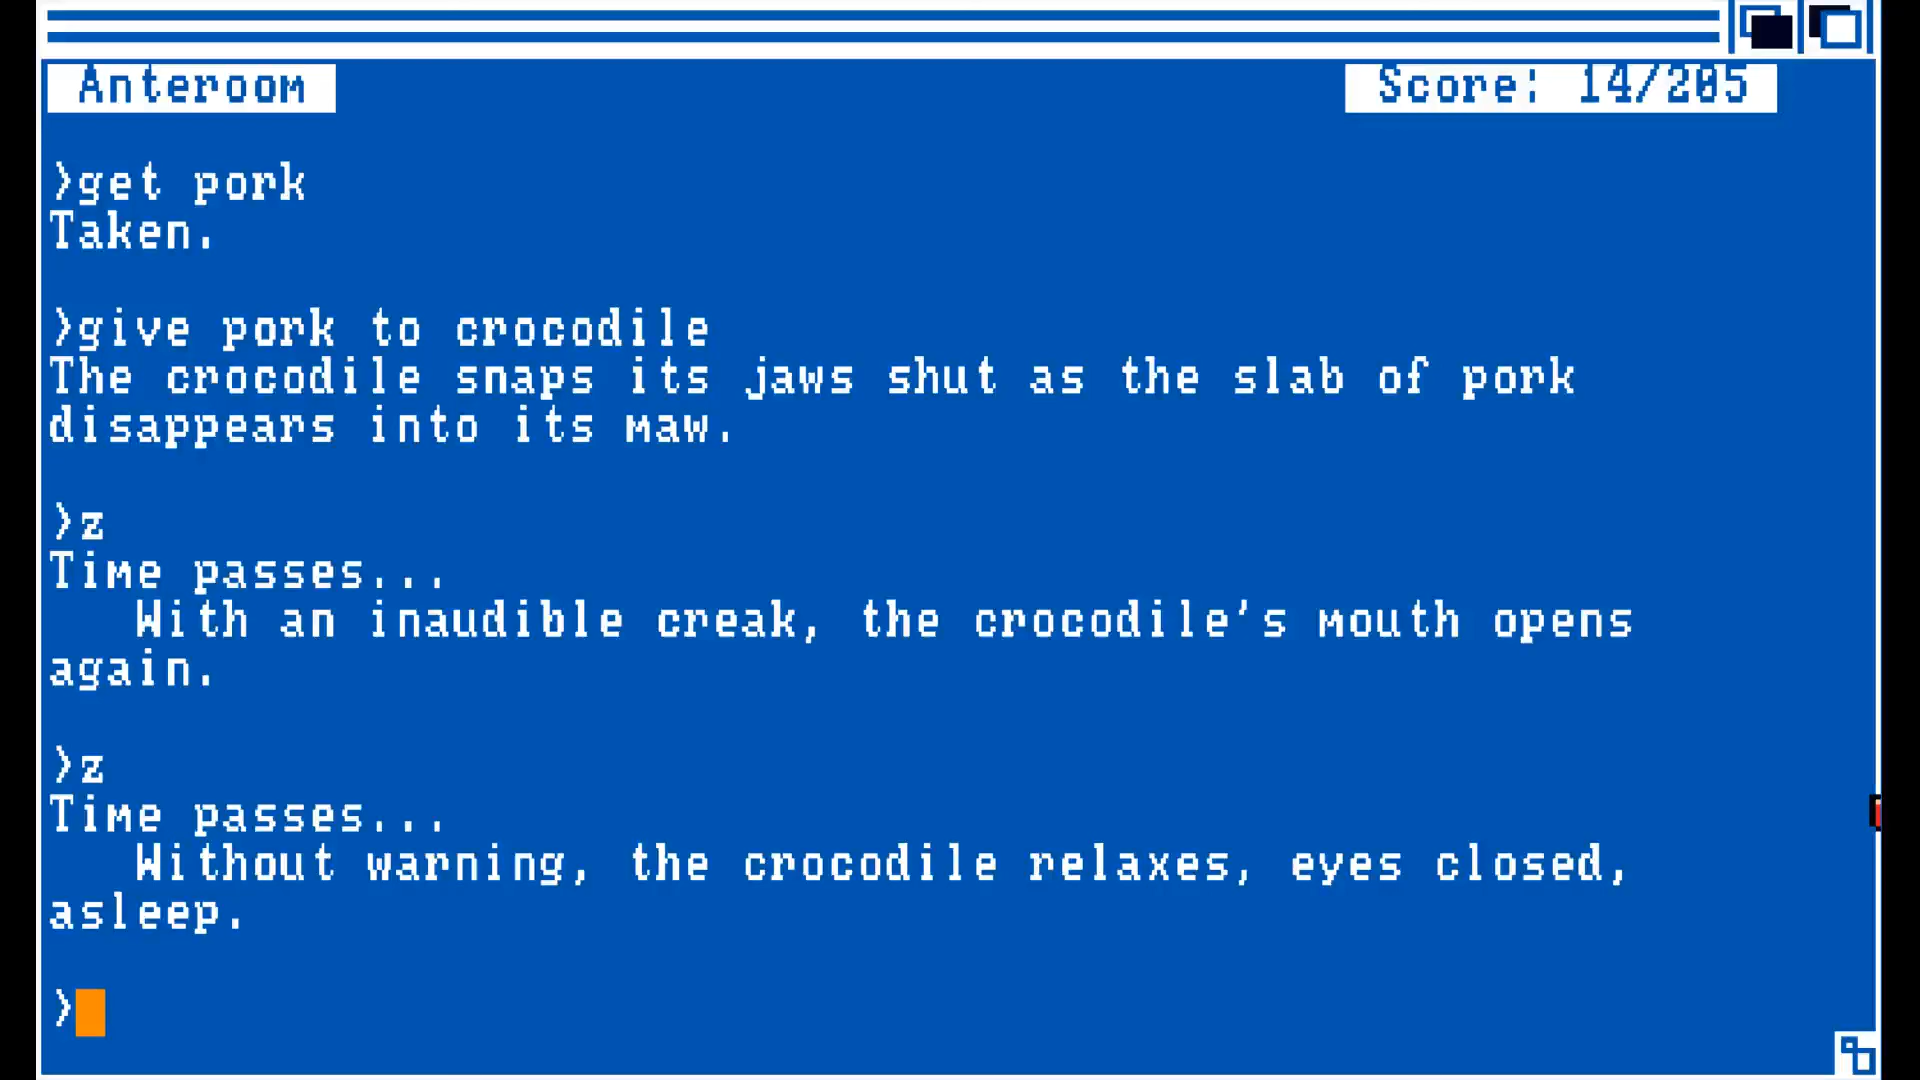 Anteroom Score: 14/205
>get pork
Taken.
>give pork to crocodile
The crocodile snaps its jaws shut as the slab of pork
disappears into its maw.
>z
Time passes...
With an inaudible creak, the crocodile's mouth opens
again.
>z
Time passes...
Without warning, the crocodile relaxes, eyes closed,
asleep.
>